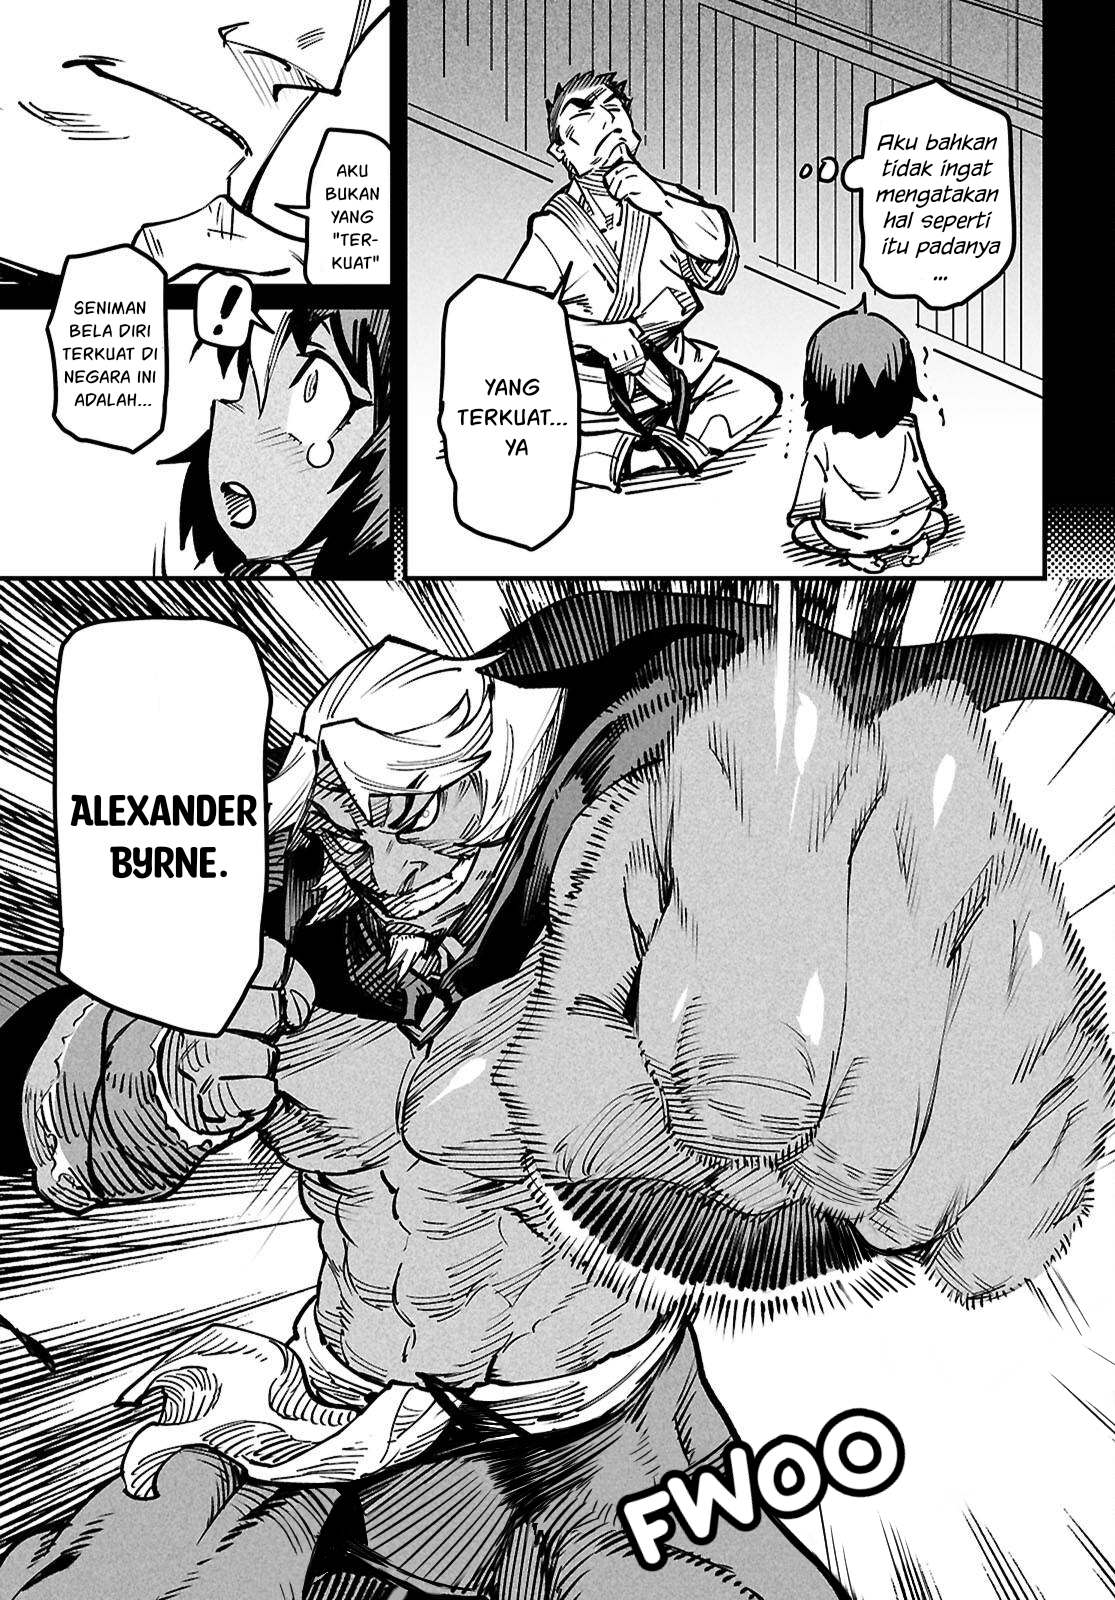 Aku bahkan
tidak ingat
mengatakan
hal seperti
itu padanya
...
YANG
TERKUAT...
YA
AKU
BUKAN
YANG
"TER-
KUAT"
!
SENIMAN
BELA DIRI
TERKUAT DI
NEGARA INI
ADALAH...
ALEXANDER
BYRNE.
FWOO